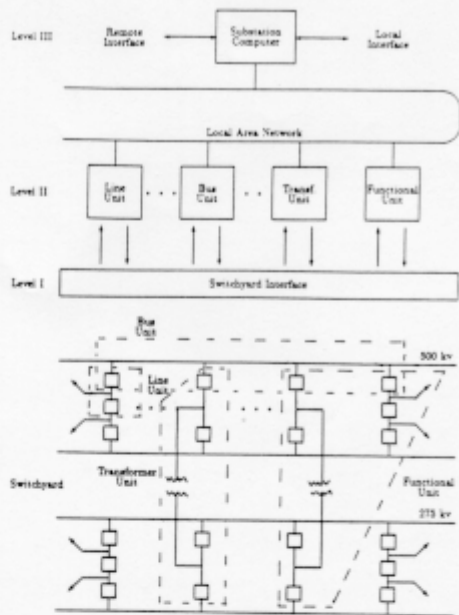 Level III
Remote
Interface
Substation
Computer
Local
Interface
Local Area Network
Level II
Line
Unit
Bus
Unit
Transf.
Unit
Functional
Unit
Level I
Switchyard Interface
Bus
Unit
500 kv
Line
Unit
Switchyard
Transformer
Unit
Functional
Unit
275 kv